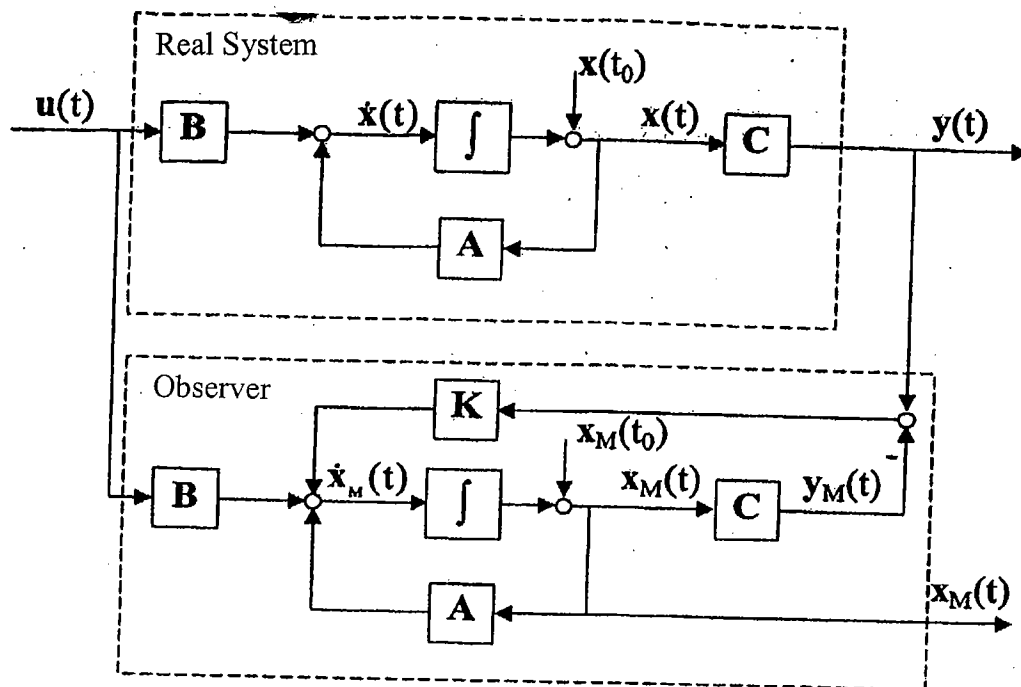 Real System
x(t₀)
u(t)
B
ẋ(t)
∫
x(t)
C
y(t)
A
Observer
K
x_M(t₀)
B
ẋ_M(t)
∫
x_M(t)
C
y_M(t)
-
A
x_M(t)